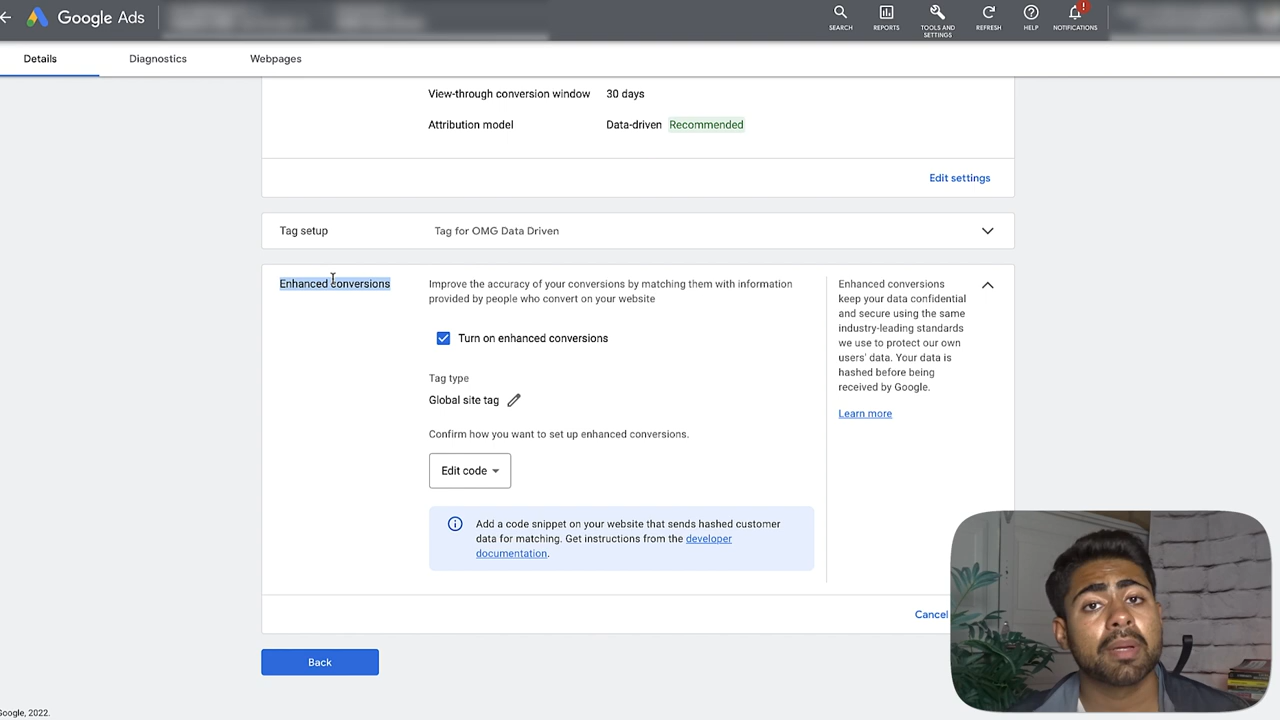 Google Ads
SEARCH
REPORTS
TOOLS AND
SETTINGS
REFRESH
HELP
!
NOTIFICATIONS
Details
Diagnostics
Webpages
View-through conversion window 30 days
Attribution model Data-driven Recommended
Edit settings
Tag setup Tag for OMG Data Driven
Enhanced conversions
Improve the accuracy of your conversions by matching them with information
provided by people who convert on your website
Turn on enhanced conversions
Tag type
Global site tag
Confirm how you want to set up enhanced conversions.
Edit code
Add a code snippet on your website that sends hashed customer
data for matching. Get instructions from the developer
documentation.
Enhanced conversions
keep your data confidential
and secure using the same
industry-leading standards
we use to protect our own
users' data. Your data is
hashed before being
received by Google.
Learn more
Cancel
Back
Google, 2022.